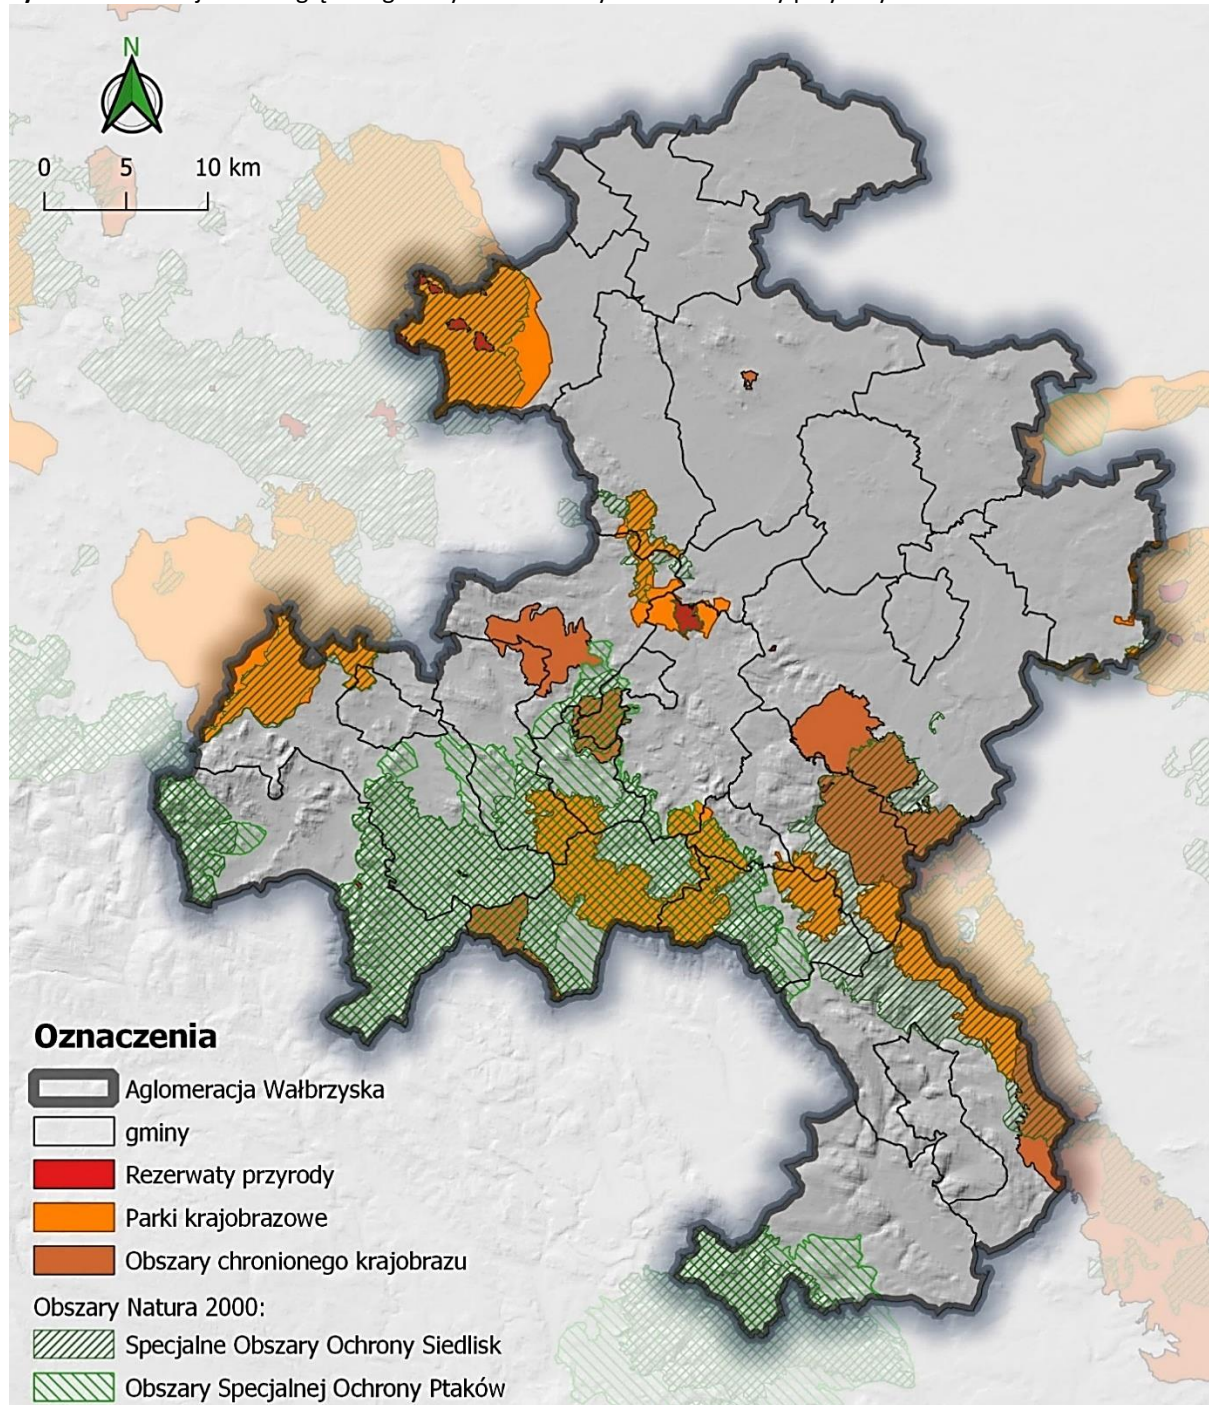 N
0 5 10 km
Oznaczenia
Aglomeracja Wałbrzyska
gminy
Rezerwaty przyrody
Parki krajobrazowe
Obszary chronionego krajobrazu
Obszary Natura 2000:
Specjalne Obszary Ochrony Siedlisk
Obszary Specjalnej Ochrony Ptaków